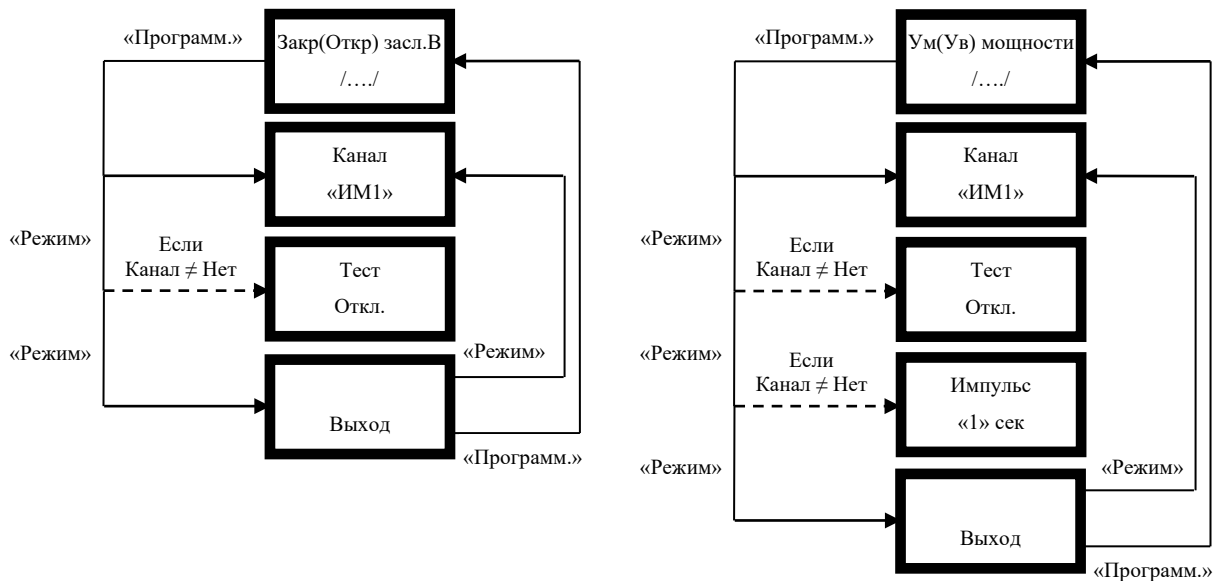 «Программ.»
Закр(Откр) засл.В
/…./
Канал
«ИМ1»
«Режим»
Если
Канал ≠ Нет
Тест
Откл.
«Режим»
«Режим»
Выход
«Программ.»
«Программ.»
Ум(Ув) мощности
/…./
Канал
«ИМ1»
«Режим»
Если
Канал ≠ Нет
Тест
Откл.
«Режим»
Если
Канал ≠ Нет
Импульс
«1» сек
«Режим»
«Режим»
Выход
«Программ.»